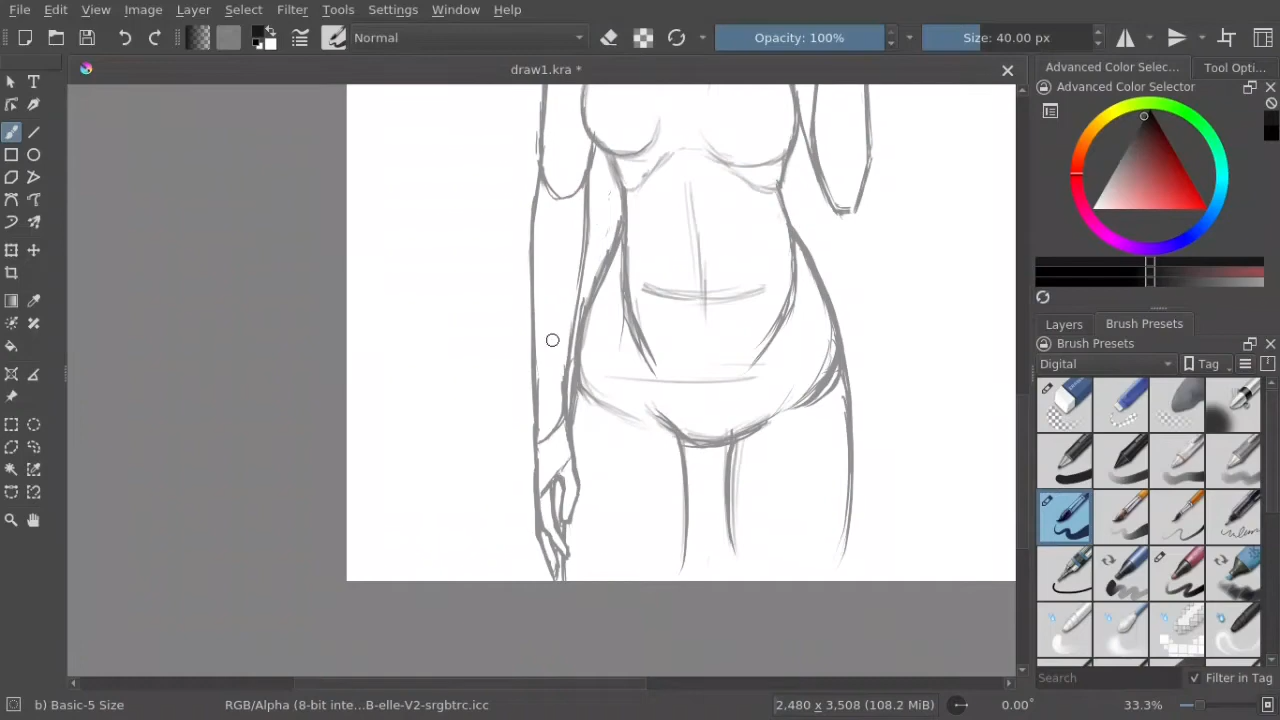 File Edit View Image Layer Select Filter Tools Settings Window Help
Normal Opacity: 100% Size: 40.00 px
draw1.kra *
Advanced Color Selec... Tool Opti...
Advanced Color Selector
Layers Brush Presets
Brush Presets
Digital Tag
Search Filter in Tag
b) Basic-5 Size RGB/Alpha (8-bit inte...B-elle-V2-srgbtrc.icc 2,480 x 3,508 (108.2 MiB) 0.00° 33.3%